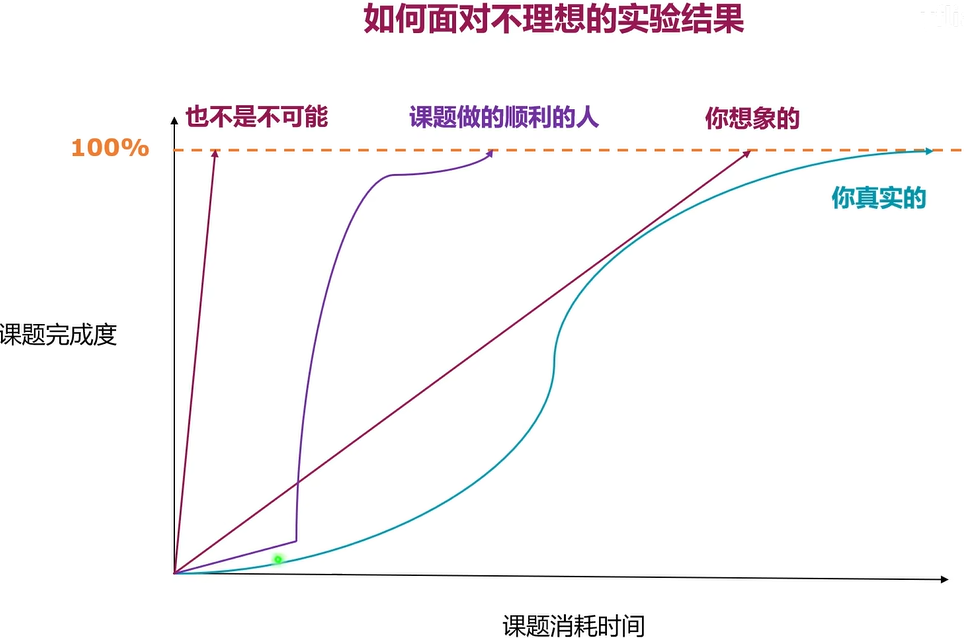 如何面对不理想的实验结果
也不是不可能
课题做的顺利的人
你想象的
100%
你真实的
课题完成度
课题消耗时间